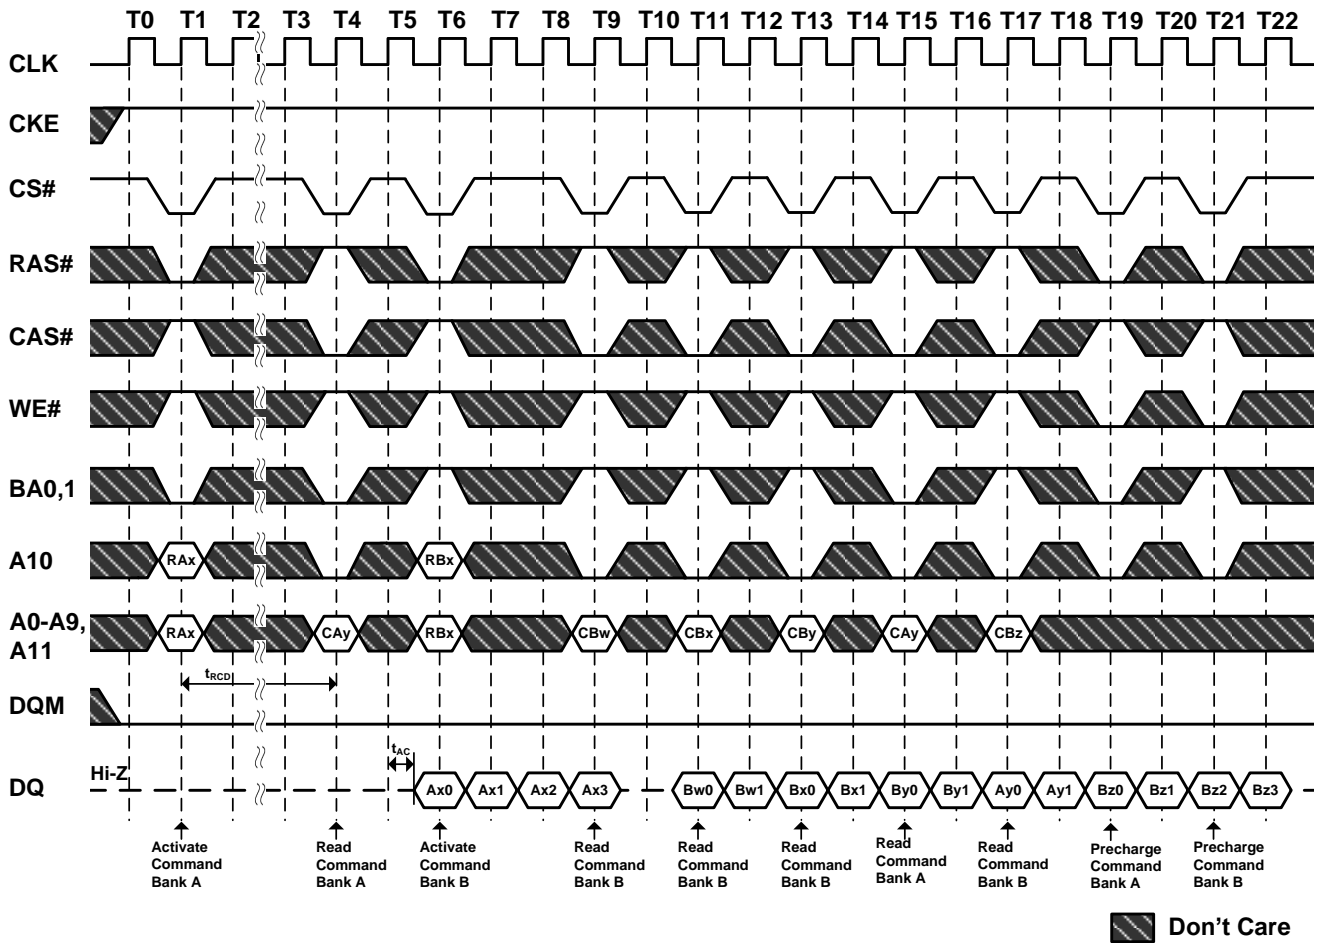 T0 T1 T2 T3 T4 T5 T6 T7 T8 T9 T10 T11 T12 T13 T14 T15 T16 T17 T18 T19 T20 T21 T22
CLK
CKE
CS#
RAS#
CAS#
WE#
BA0,1
A10
RAx RBx
A0-A9,
A11
RAx CAy RBx CBw CBx CBy CAy CBz
tRCD
DQM
tAC
Hi-Z
DQ
Ax0 Ax1 Ax2 Ax3 Bw0 Bw1 Bx0 Bx1 By0 By1 Ay0 Ay1 Bz0 Bz1 Bz2 Bz3
Activate
Command
Bank A
Read
Command
Bank A
Activate
Command
Bank B
Read
Command
Bank B
Read
Command
Bank B
Read
Command
Bank B
Read
Command
Bank A
Read
Command
Bank B
Precharge
Command
Bank A
Precharge
Command
Bank B
Don't Care